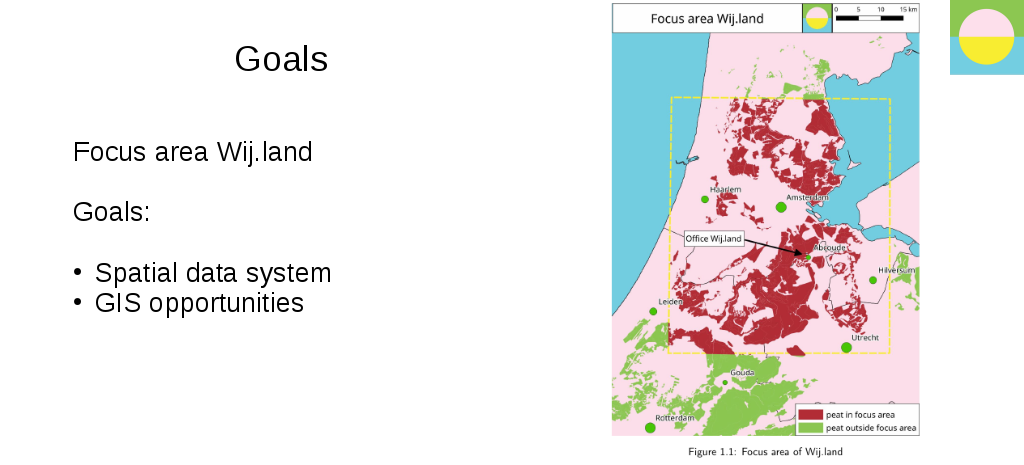 Goals
Focus area Wij.land
Goals:
• Spatial data system
• GIS opportunities
Focus area Wij.land
0 5 10 15 km
Haarlem
Amsterdam
Office Wij.land
Abcoude
Hilversum
Leiden
Utrecht
Gouda
Rotterdam
peat in focus area
peat outside focus area
Figure 1.1: Focus area of Wij.land